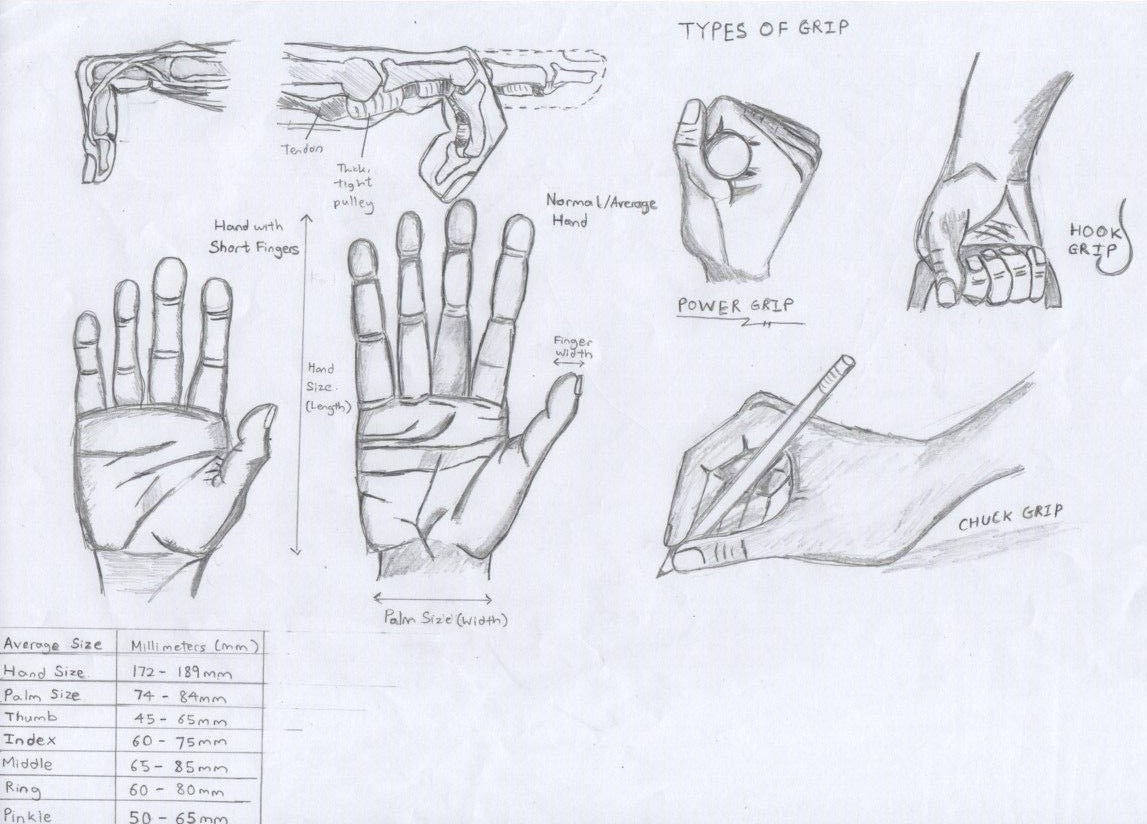 TYPES OF GRIP
Tendon
Thick,
tight
pulley
Hand with
Short Fingers
Normal/Average
Hand
Hand
Size.
(Length)
Finger
Width
Palm Size (Width)
POWER GRIP
HOOK
GRIP
CHUCK GRIP
Average Size Millimeters (mm)
Hand Size. 172 - 189mm
Palm Size 74 - 84mm
Thumb 45 - 65mm
Index 60 - 75mm
Middle 65 - 85mm
Ring 60 - 80mm
Pinkie 50 - 65mm